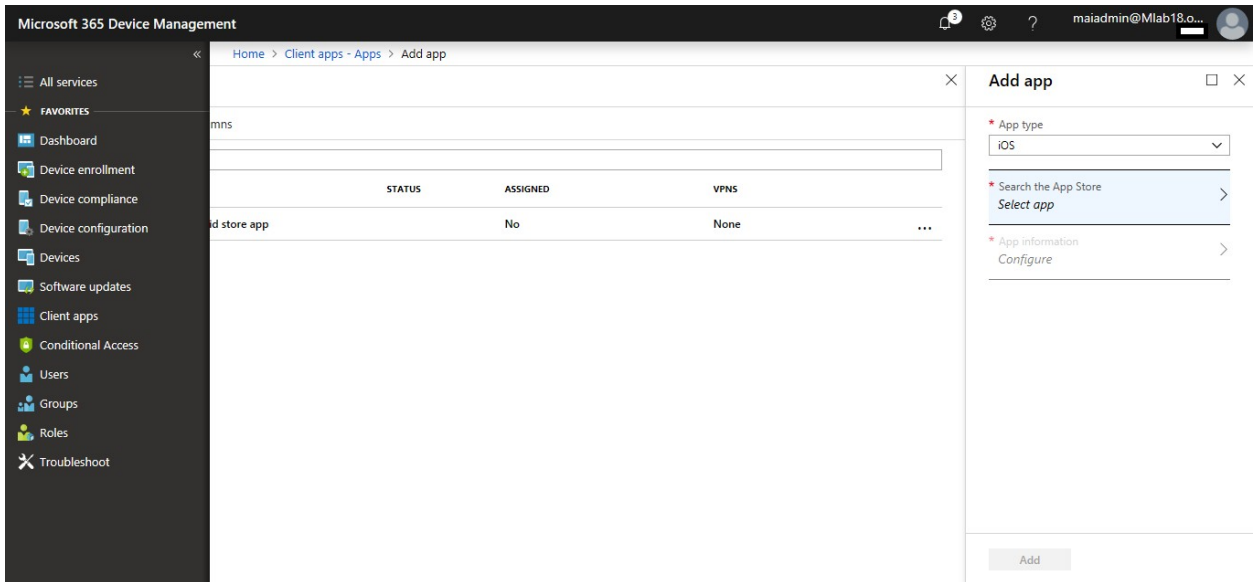 Microsoft 365 Device Management
3
?
maiadmin@Mlab18.o...
«
Home > Client apps - Apps > Add app
All services
FAVORITES
Dashboard
Device enrollment
Device compliance
Device configuration
Devices
Software updates
Client apps
Conditional Access
Users
Groups
Roles
Troubleshoot
mns
STATUS ASSIGNED VPNS
id store app No None ...
Add app
* App type
iOS
* Search the App Store
Select app
* App information
Configure
Add